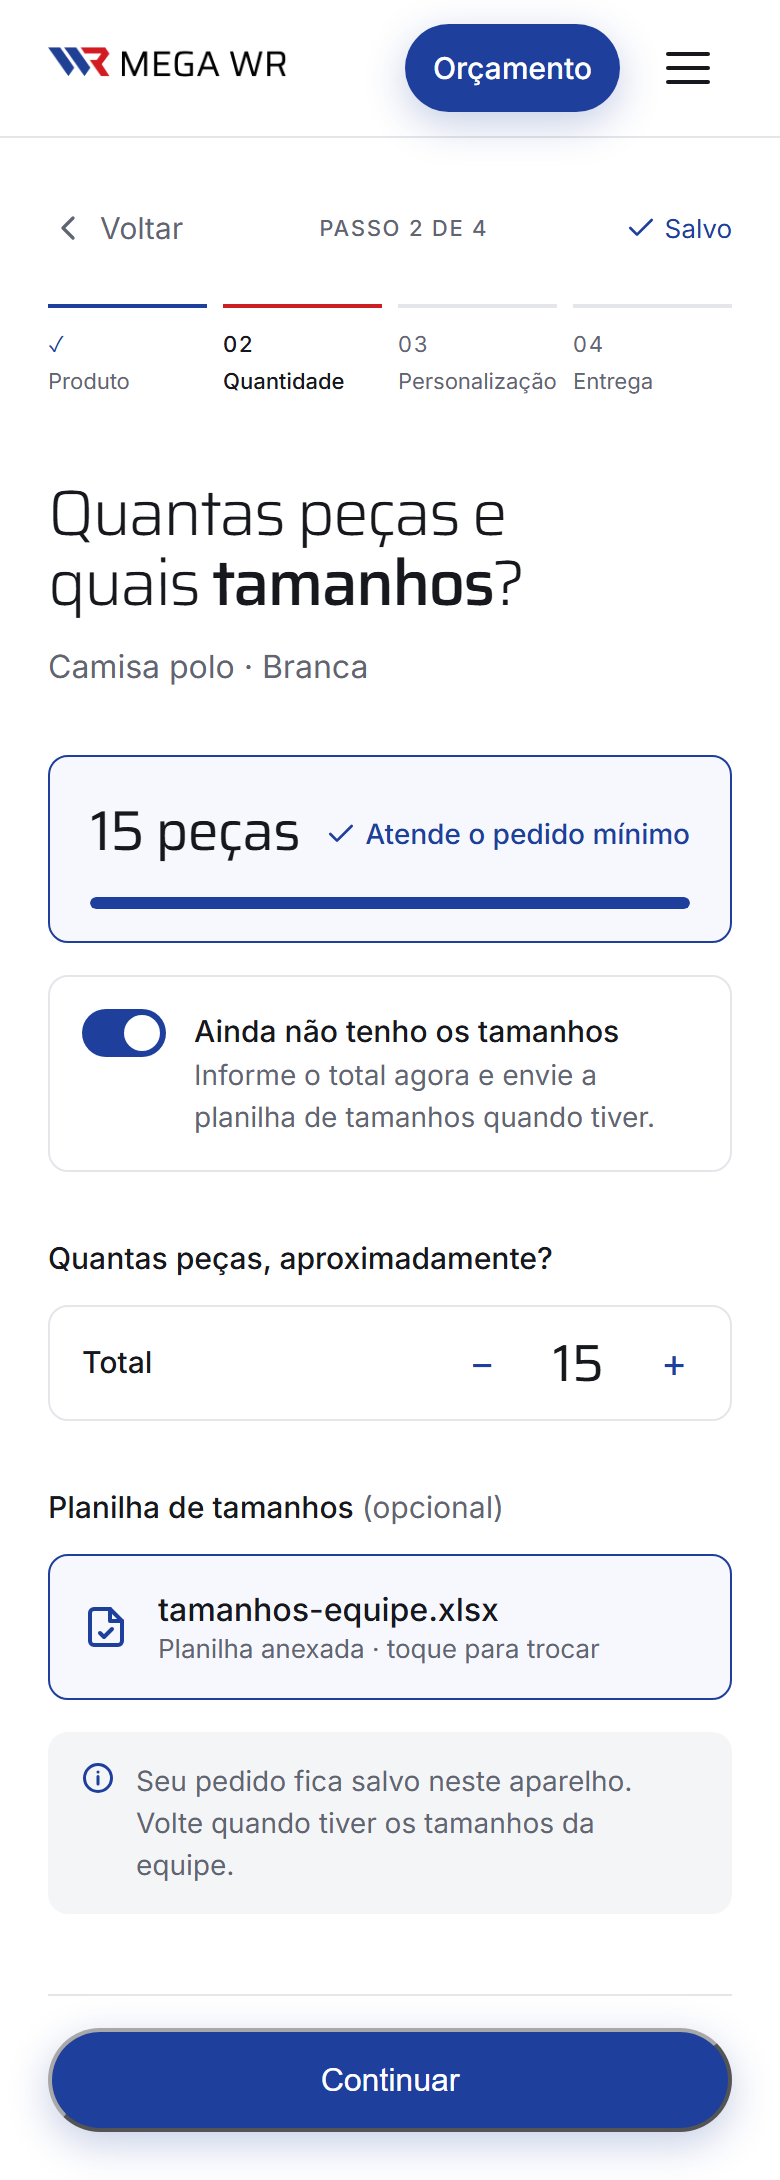 WR MEGA WR
Orçamento
Voltar
PASSO 2 DE 4
Salvo
✓
Produto
02
Quantidade
03
Personalização
04
Entrega
Quantas peças e
quais tamanhos?
Camisa polo · Branca
15 peças
Atende o pedido mínimo
Ainda não tenho os tamanhos
Informe o total agora e envie a
planilha de tamanhos quando tiver.
Quantas peças, aproximadamente?
Total − 15 +
Planilha de tamanhos (opcional)
tamanhos-equipe.xlsx
Planilha anexada · toque para trocar
Seu pedido fica salvo neste aparelho.
Volte quando tiver os tamanhos da
equipe.
Continuar